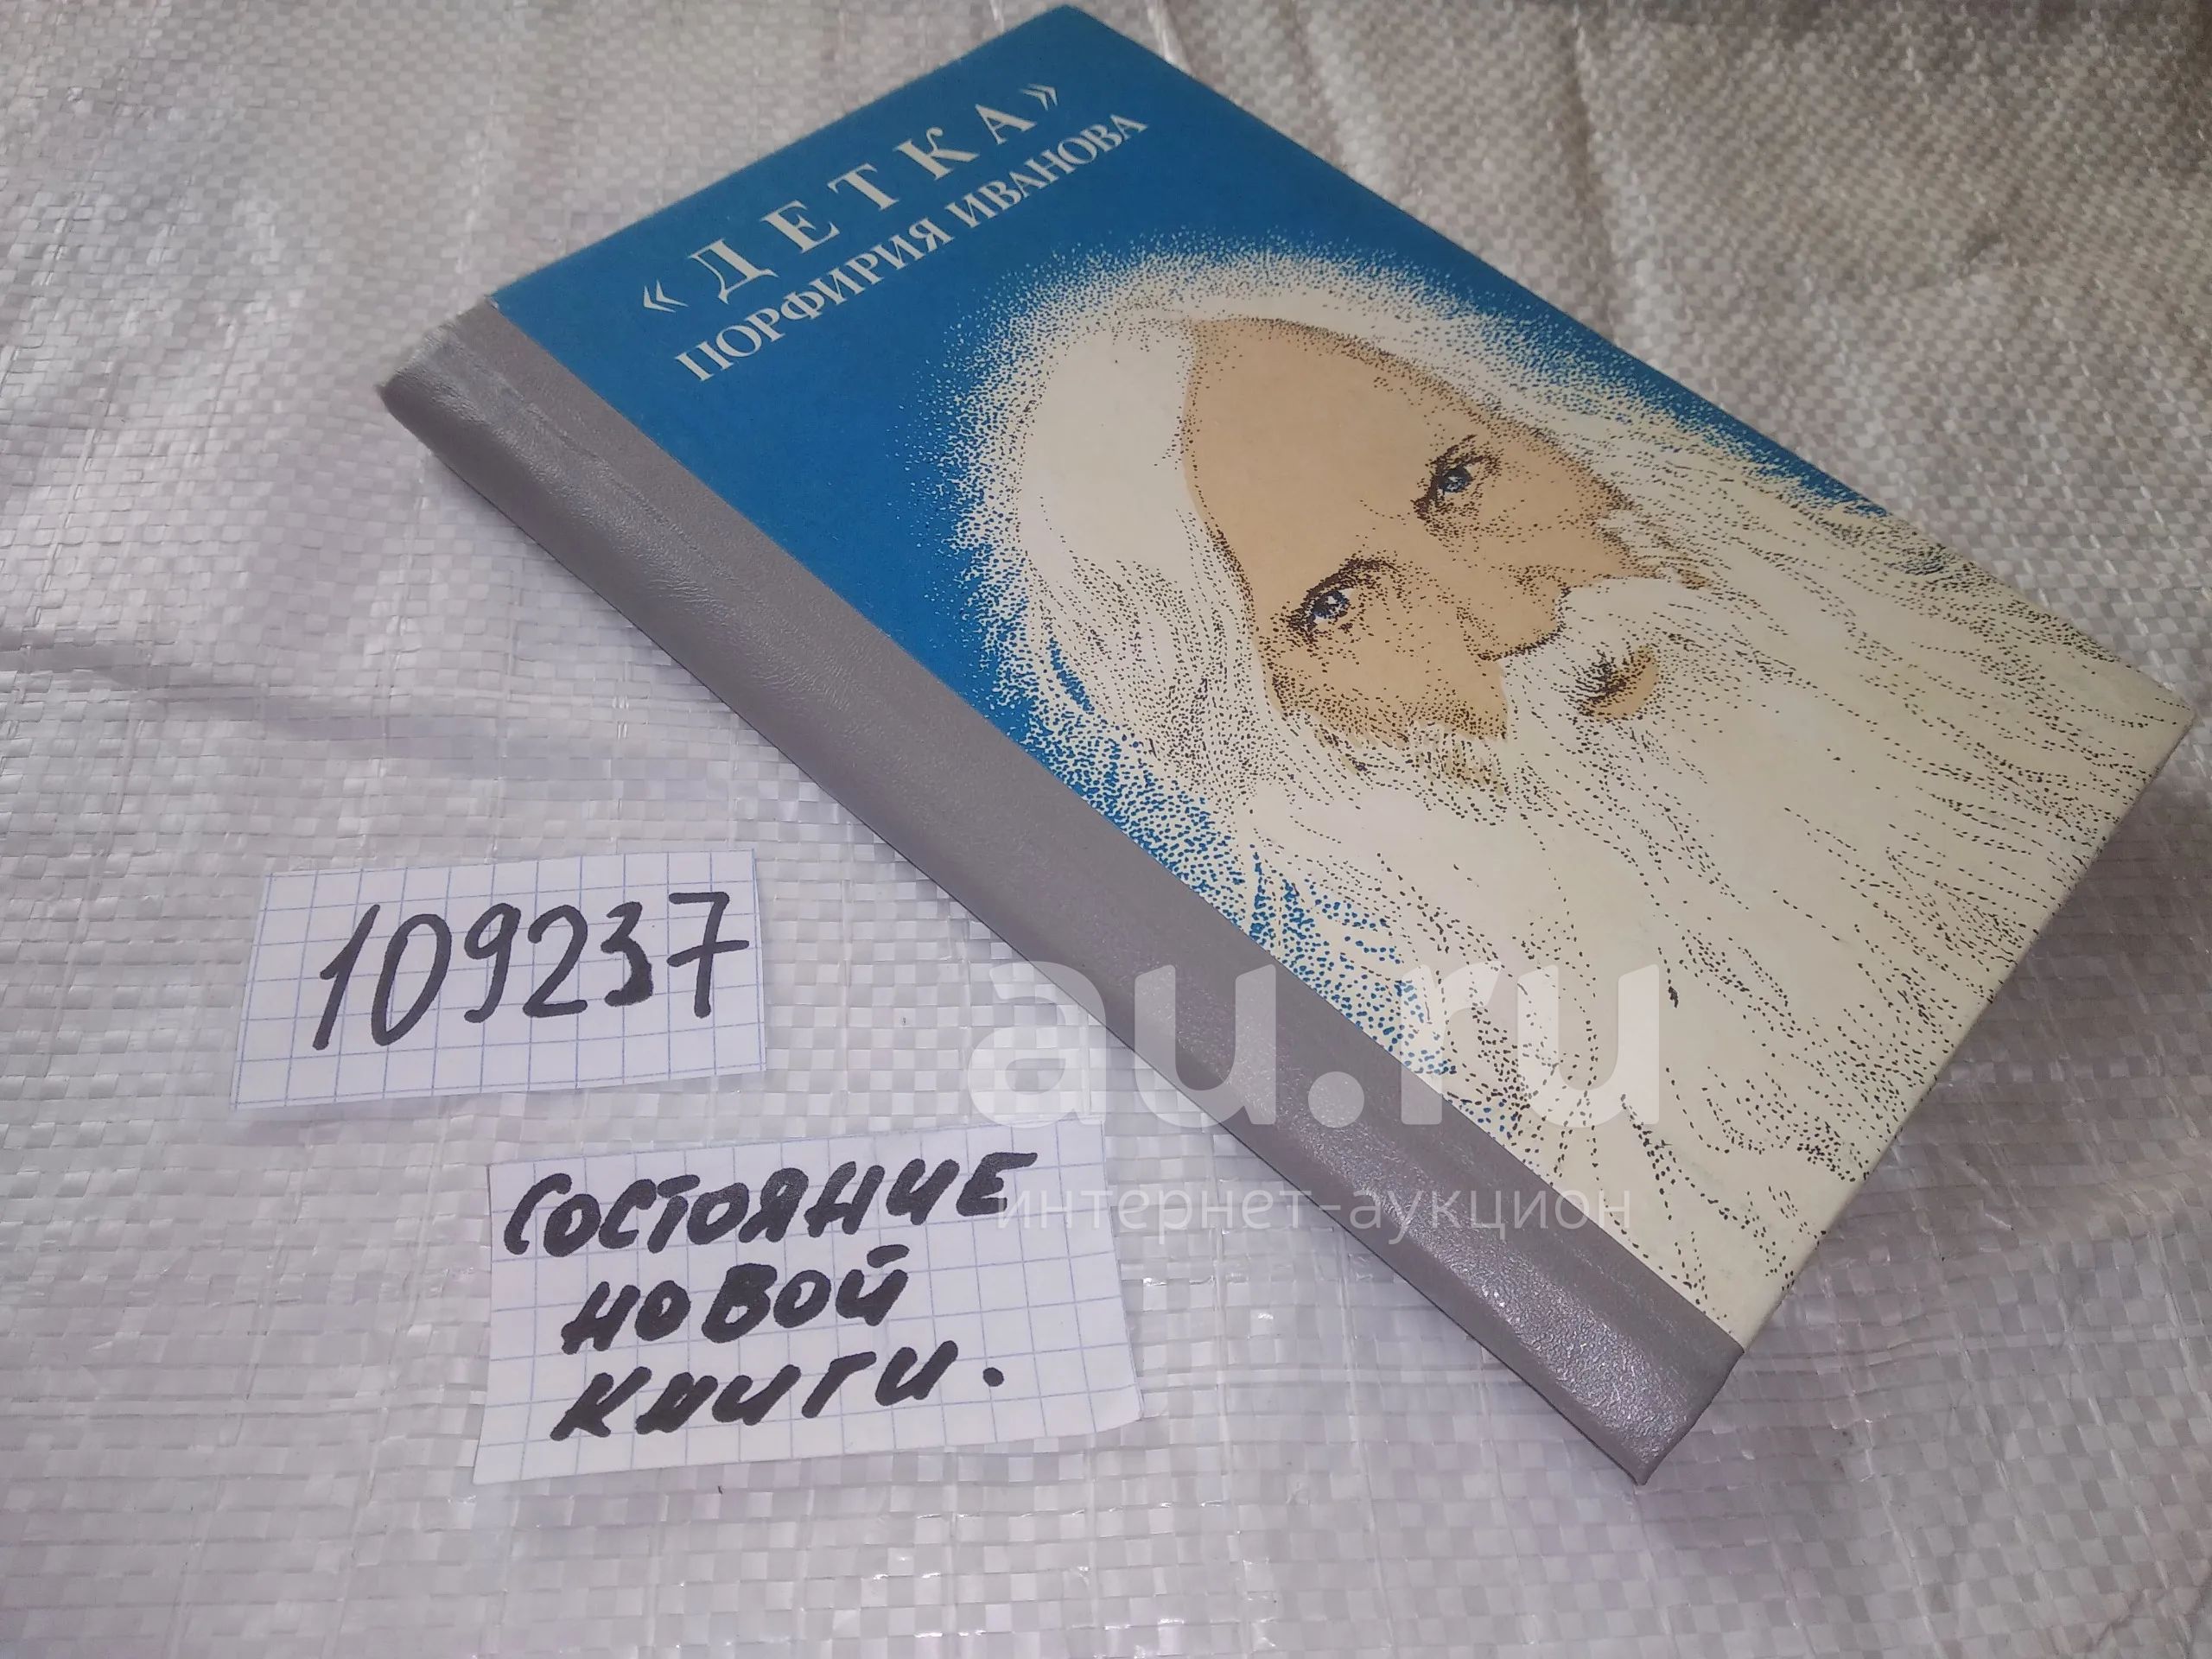 «ДЕТКА»
ПОРФИРИЯ ИВАНОВА
109237
СОСТОЯНИЕ
НОВОЙ
КНИГИ.
au.ru
интернет-аукцион